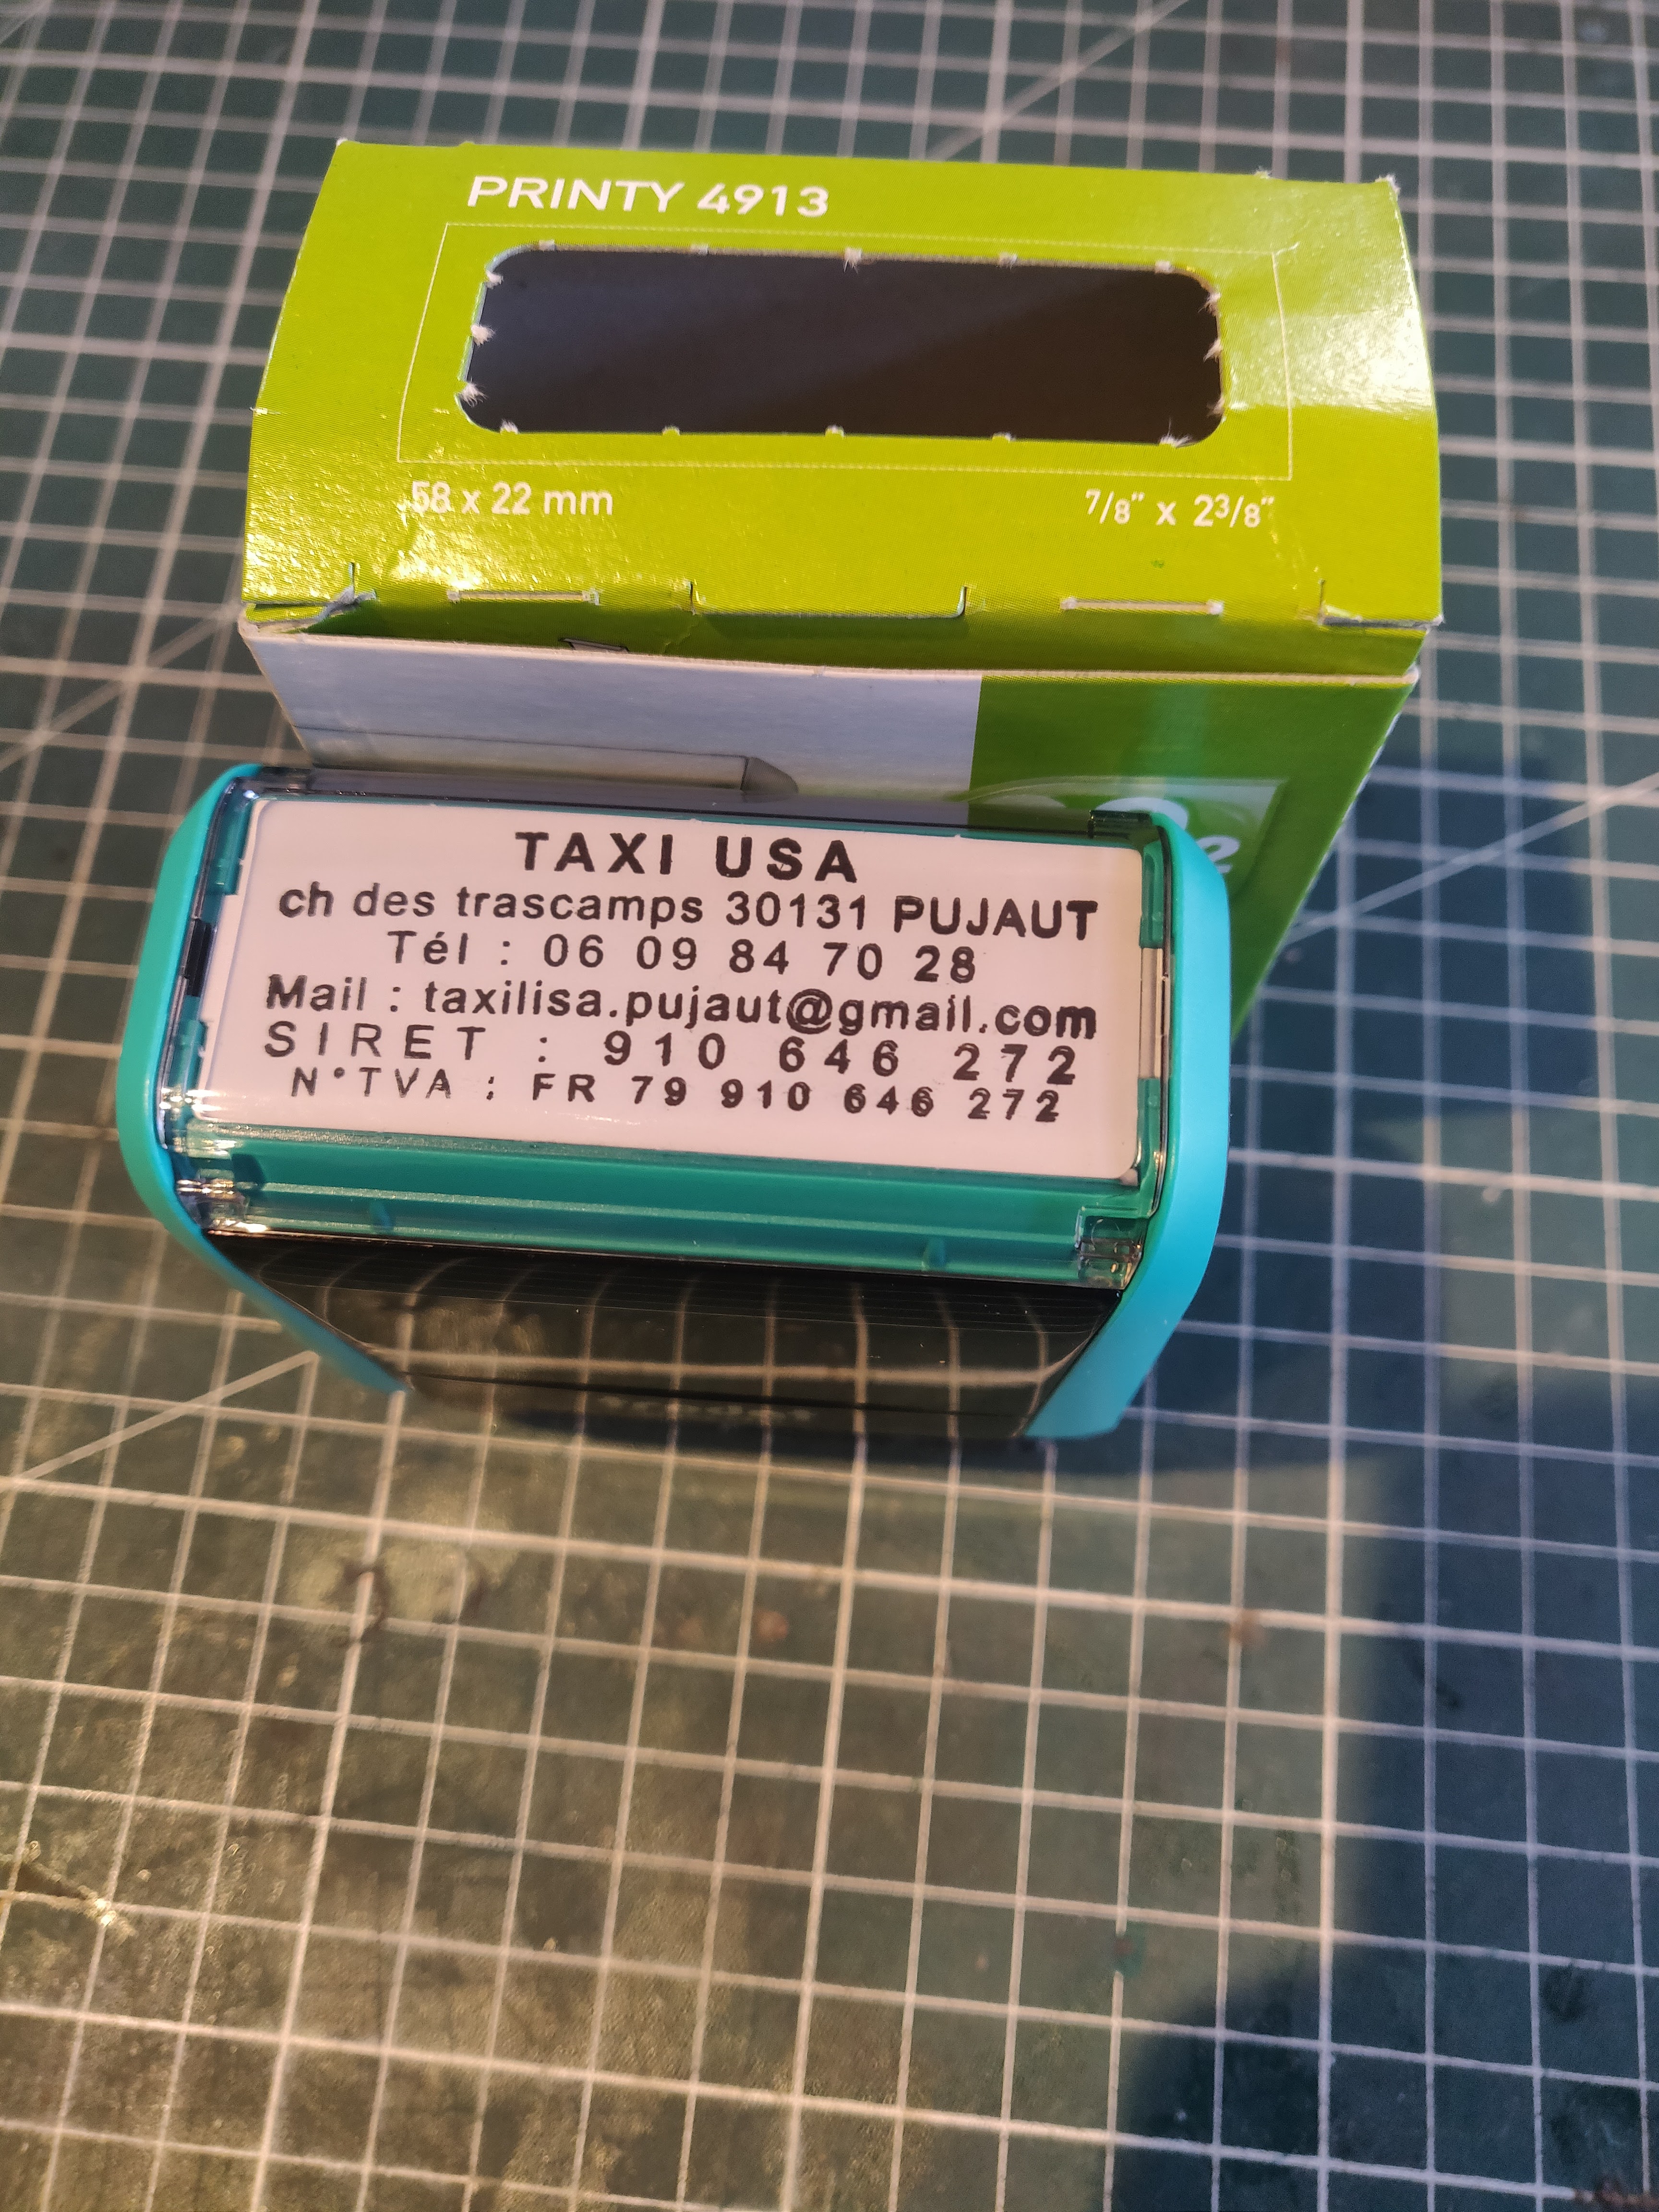 PRINTY 4913
58 x 22 mm
7/8" x 2 3/8"
TAXI USA
ch des trascamps 30131 PUJAUT
Tél : 06 09 84 70 28
Mail : taxilisa.pujaut@gmail.com
SIRET : 910 646 272
N°TVA : FR 79 910 646 272